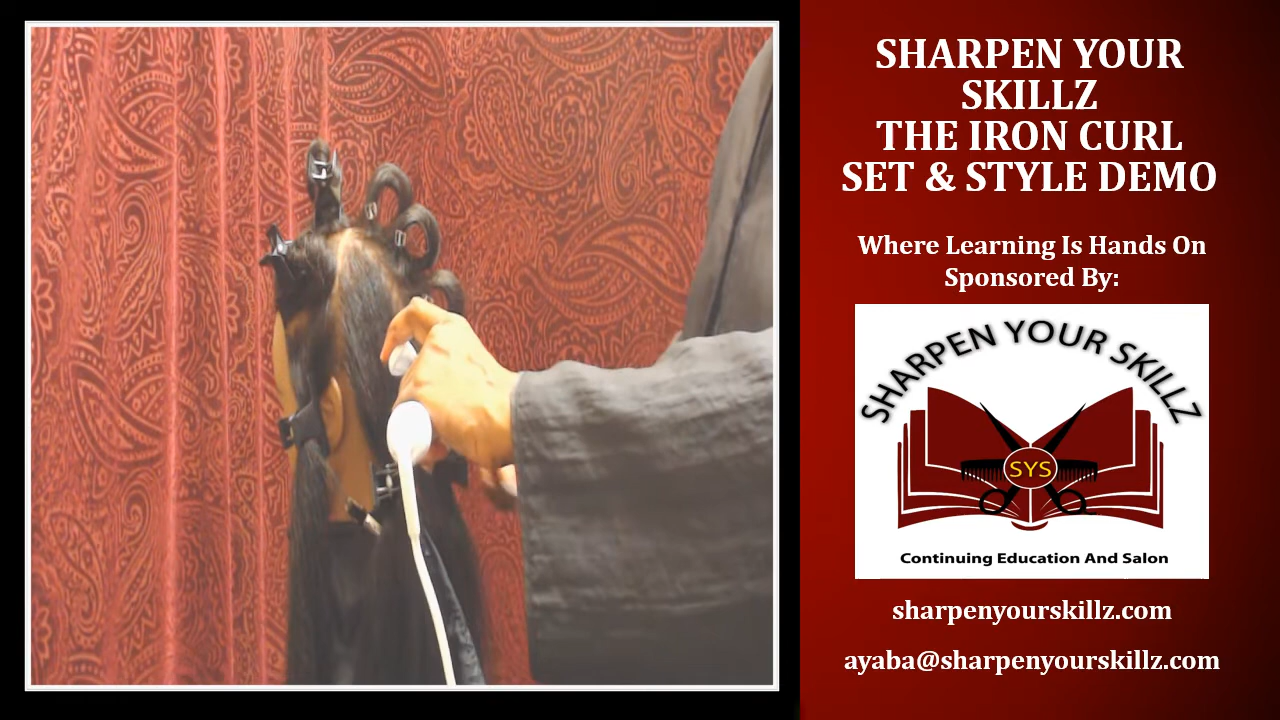 SHARPEN YOUR
SKILLZ
THE IRON CURL
SET & STYLE DEMO
Where Learning Is Hands On
Sponsored By:
SHARPEN YOUR SKILLZ
SYS
Continuing Education And Salon
sharpenyourskillz.com
ayaba@sharpenyourskillz.com